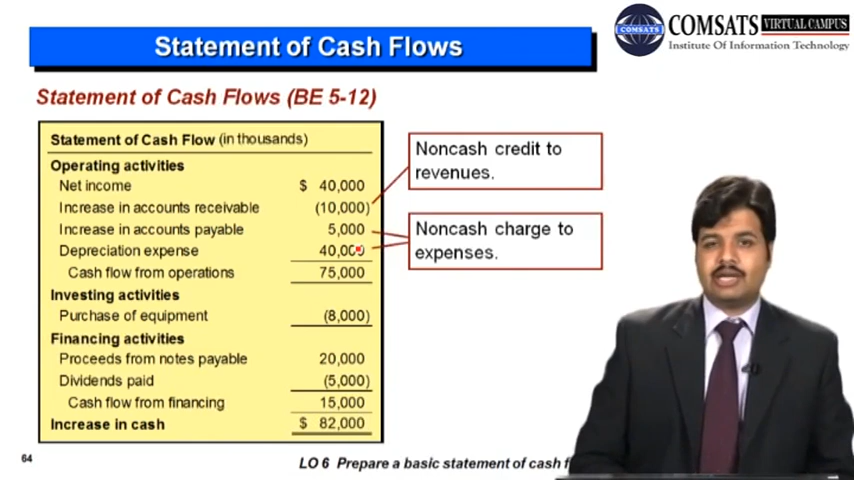 Statement of Cash Flows
COMSATS VIRTUAL CAMPUS
Institute Of Information Technology
COMSATS
Statement of Cash Flows (BE 5-12)
Statement of Cash Flow (in thousands)
Operating activities
Net income $ 40,000
Increase in accounts receivable (10,000)
Increase in accounts payable 5,000
Depreciation expense 40,000
Cash flow from operations 75,000
Investing activities
Purchase of equipment (8,000)
Financing activities
Proceeds from notes payable 20,000
Dividends paid (5,000)
Cash flow from financing 15,000
Increase in cash $ 82,000
Noncash credit to
revenues.
Noncash charge to
expenses.
64
LO 6 Prepare a basic statement of cash f